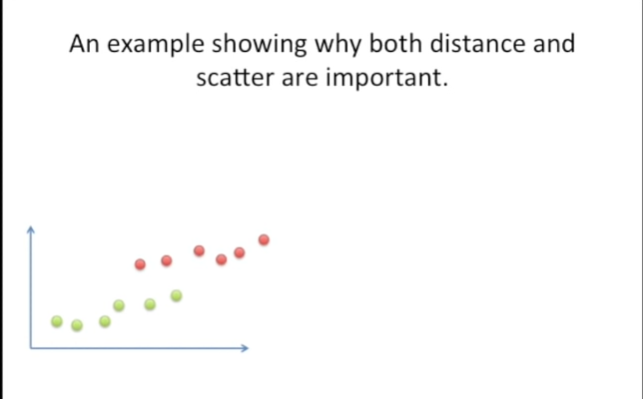 An example showing why both distance and
scatter are important.